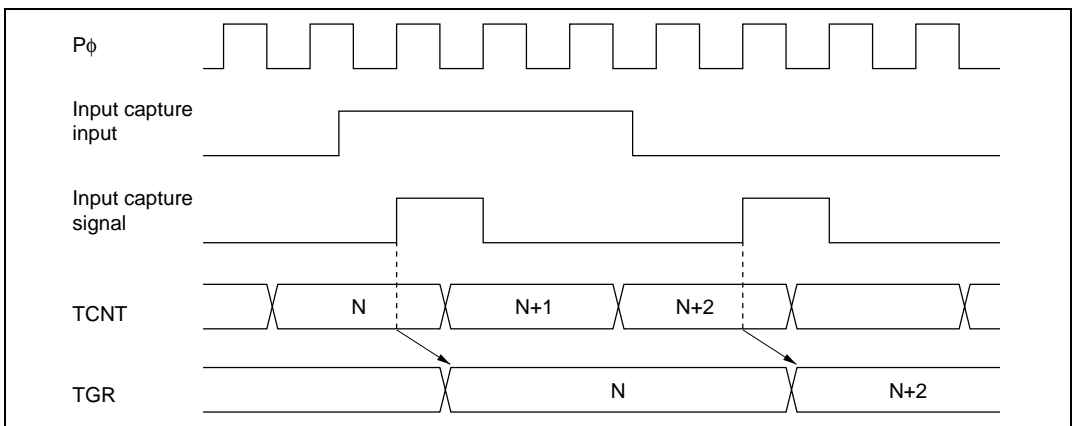 Pϕ
Input capture
input
Input capture
signal
TCNT
N
N+1
N+2
TGR
N
N+2